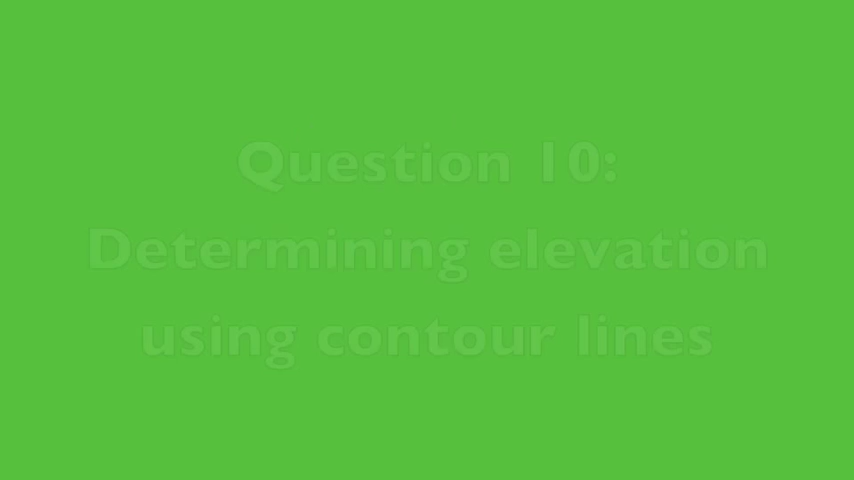 Question 10:
Determining elevation
using contour lines